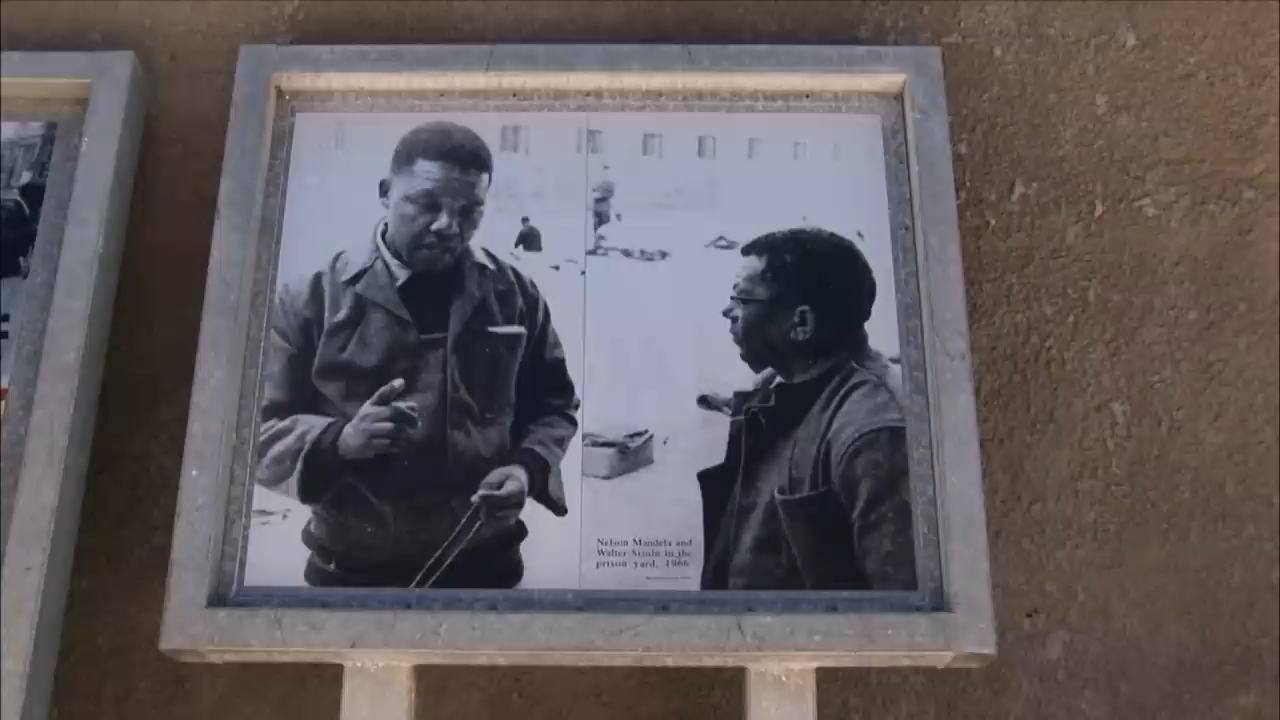 Nelson Mandela and
Walter Sisulu in the
prison yard, 1966